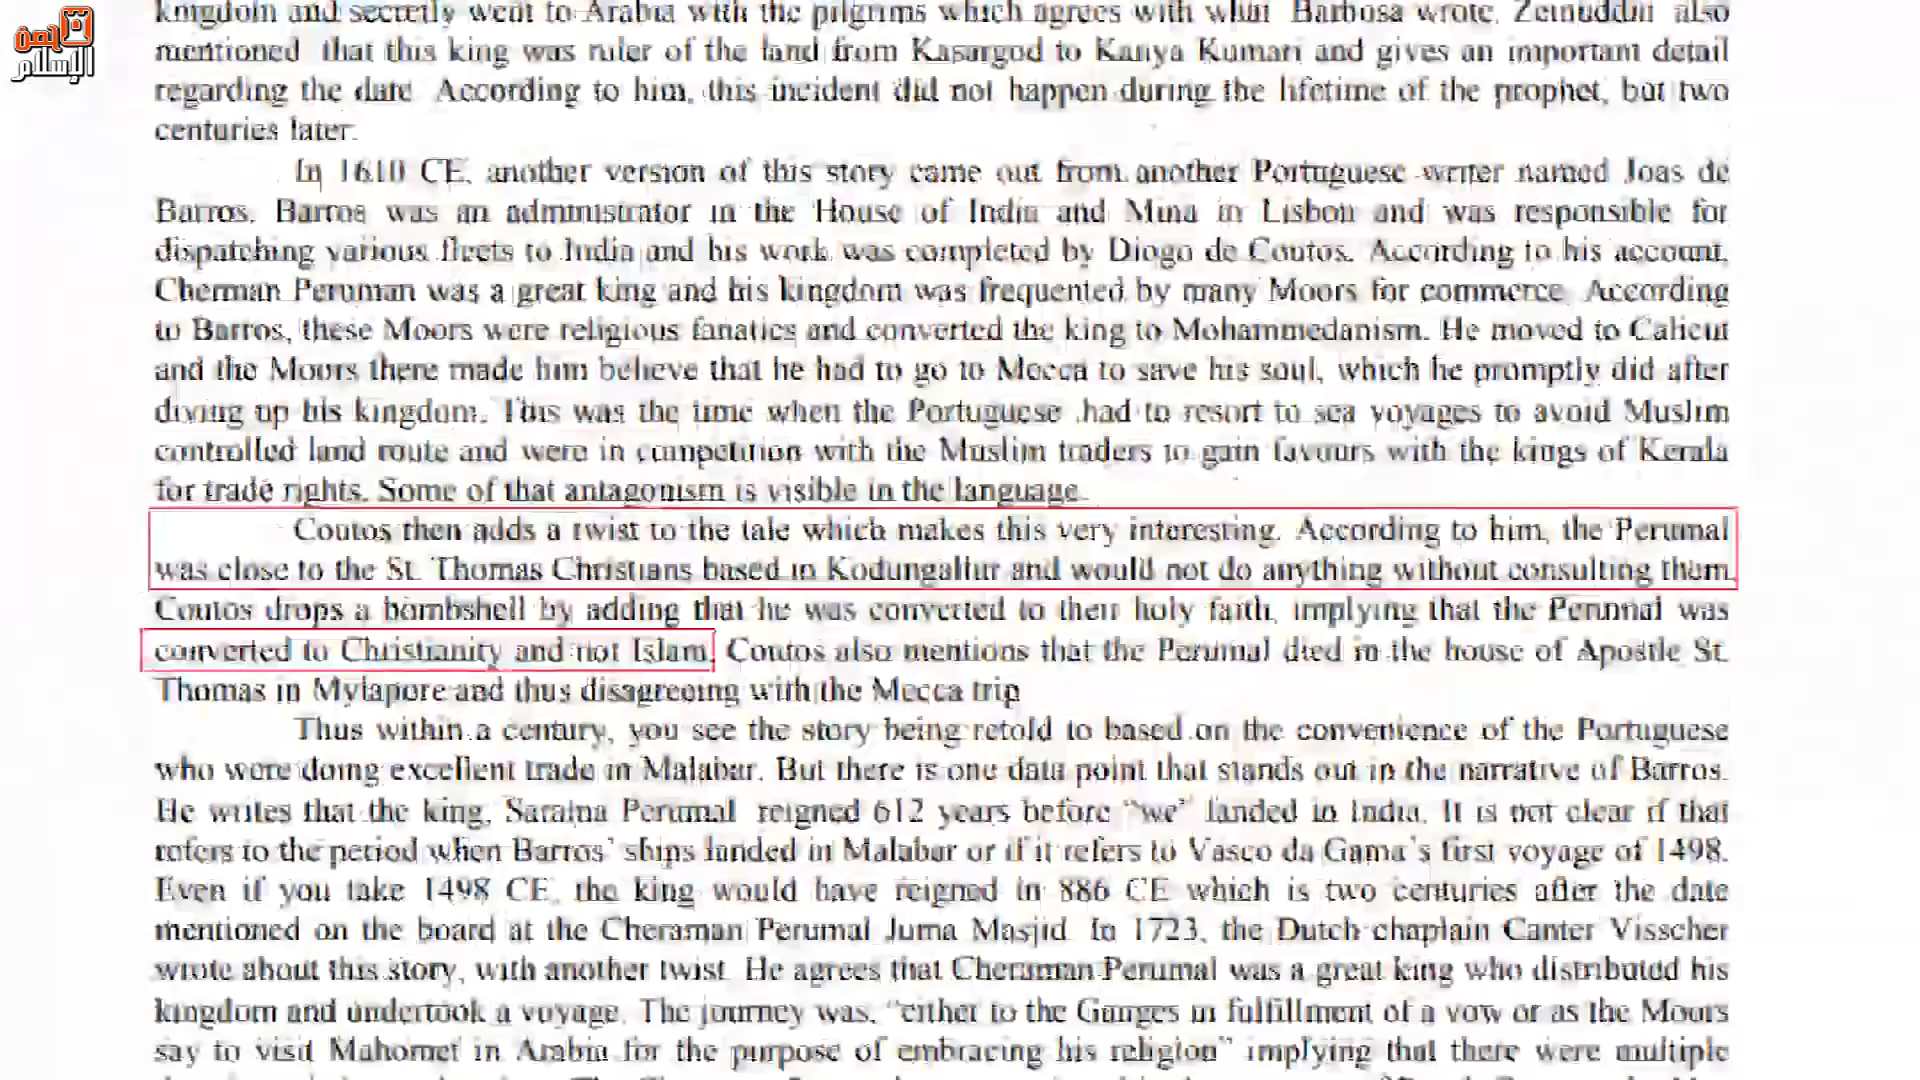 حصن
الإسلام
kingdom and secretly went to Arabia with the pilgrims which agrees with what Barbosa wrote. Zeinuddin also
mentioned that this king was ruler of the land from Kasargod to Kanya Kumari and gives an important detail
regarding the date. According to him, this incident did not happen during the lifetime of the prophet, but two
centuries later.
In 1610 CE, another version of this story came out from another Portuguese writer named Joas de
Barros. Barros was an administrator in the House of India and Mina in Lisbon and was responsible for
dispatching various fleets to India and his work was completed by Diogo de Coutos. According to his account,
Cherman Peruman was a great king and his kingdom was frequented by many Moors for commerce. According
to Barros, these Moors were religious fanatics and converted the king to Mohammedanism. He moved to Calicut
and the Moors there made him believe that he had to go to Mecca to save his soul, which he promptly did after
diving up his kingdom. This was the time when the Portuguese had to resort to sea voyages to avoid Muslim
controlled land route and were in competition with the Muslim traders to gain favours with the kings of Kerala
for trade rights. Some of that antagonism is visible in the language.
Coutos then adds a twist to the tale which makes this very interesting. According to him, the Perumal
was close to the St. Thomas Christians based in Kodungallur and would not do anything without consulting them.
Coutos drops a bombshell by adding that he was converted to their holy faith, implying that the Perumal was
converted to Christianity and not Islam. Coutos also mentions that the Perumal died in the house of Apostle St.
Thomas in Mylapore and thus disagreeing with the Mecca trip
Thus within a century, you see the story being retold to based on the convenience of the Portuguese
who were doing excellent trade in Malabar. But there is one data point that stands out in the narrative of Barros.
He writes that the king, Sarama Perumal reigned 612 years before "we" landed in India. It is not clear if that
refers to the period when Barros' ships landed in Malabar or if it refers to Vasco da Gama's first voyage of 1498.
Even if you take 1498 CE, the king would have reigned in 886 CE which is two centuries after the date
mentioned on the board at the Cheraman Perumal Juma Masjid. In 1723, the Dutch chaplain Canter Visscher
wrote about this story, with another twist. He agrees that Cheraman Perumal was a great king who distributed his
kingdom and undertook a voyage. The journey was, "either to the Ganges in fulfillment of a vow or as the Moors
say to visit Mahomet in Arabia for the purpose of embracing his religion" implying that there were multiple